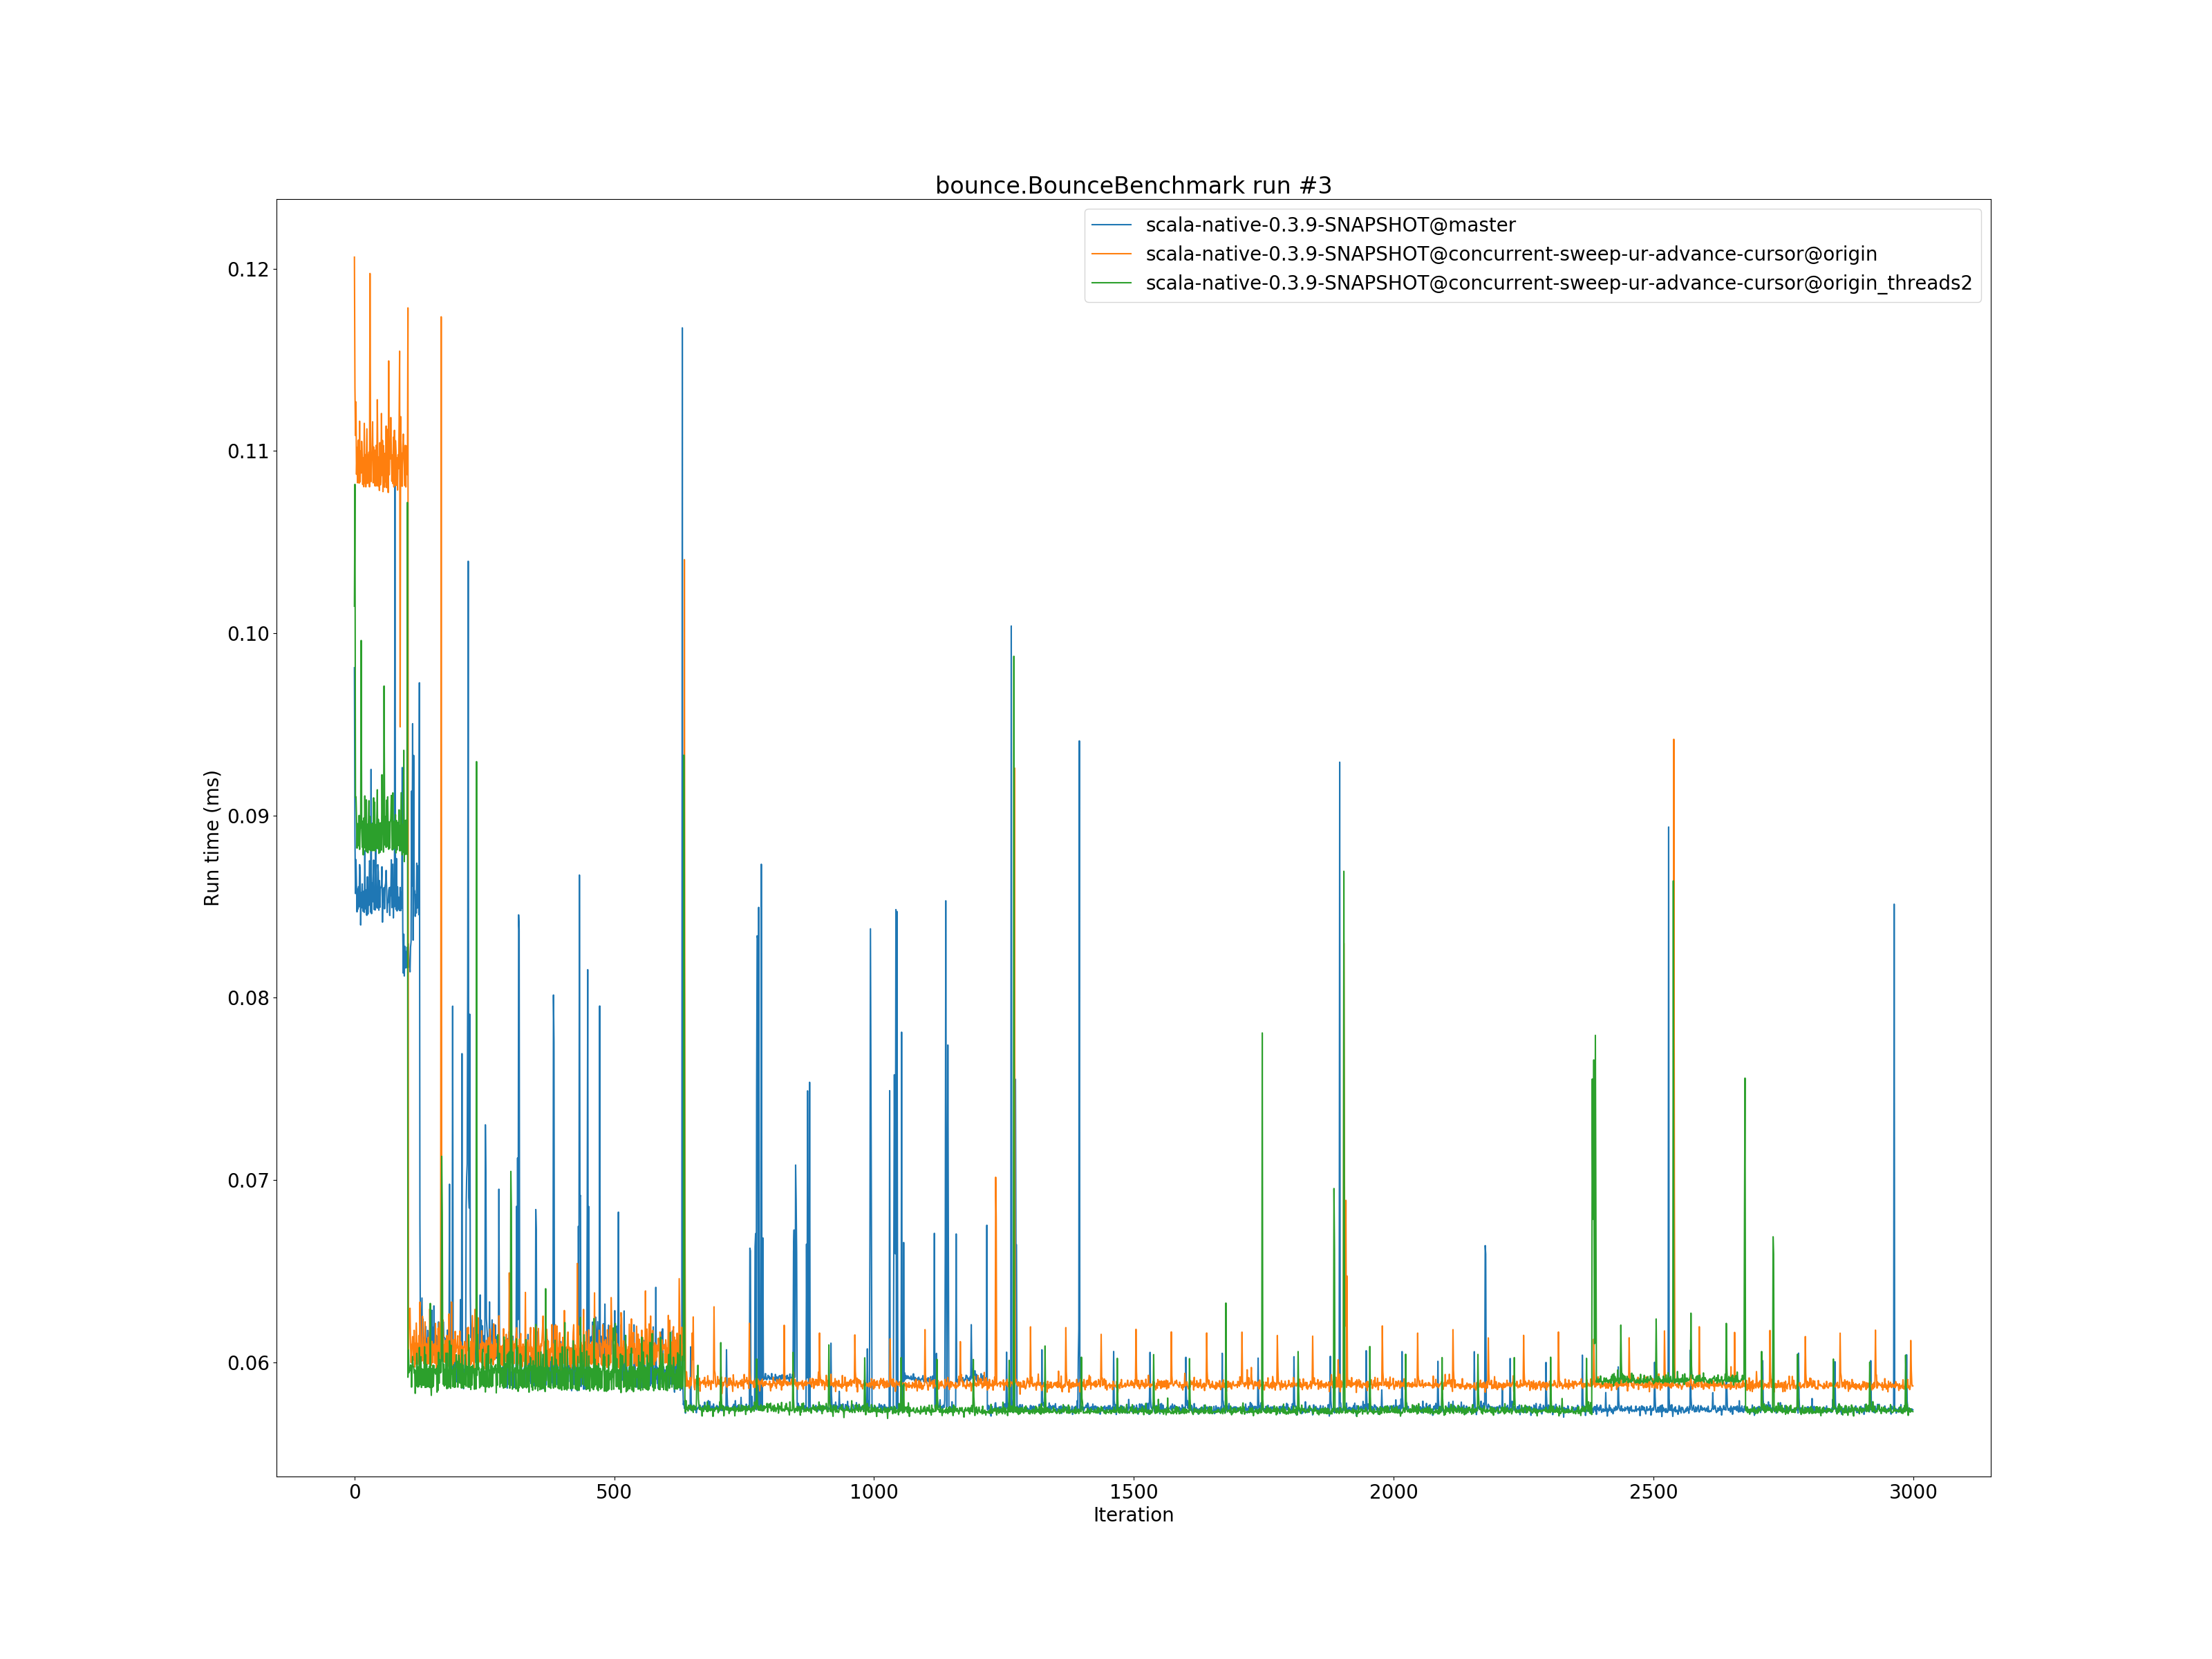 bounce.BounceBenchmark run #3
scala-native-0.3.9-SNAPSHOT@master
scala-native-0.3.9-SNAPSHOT@concurrent-sweep-ur-advance-cursor@origin
scala-native-0.3.9-SNAPSHOT@concurrent-sweep-ur-advance-cursor@origin_threads2
0.12
0.11
0.10
0.09
0.08
0.07
0.06
Run time (ms)
0 500 1000 1500 2000 2500 3000
Iteration